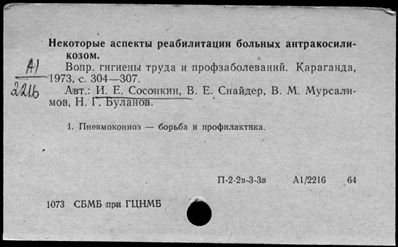 Некоторые аспекты реабилитации больных антракосили-
козом.
Вопр. гигиены труда и профзаболеваний. Караганда,
1973, с. 304—307.
Авт.: И. Е. Сосонкин, В. Е. Снайдер, В. М. Мурсали-
мов, Н. Г. Буланов.
А1
2216
1. Пневмокониоз — борьба и профилактика.
П-2-2в-3-3в А1/2216 64
1073 СБМБ при ГЦНМБ